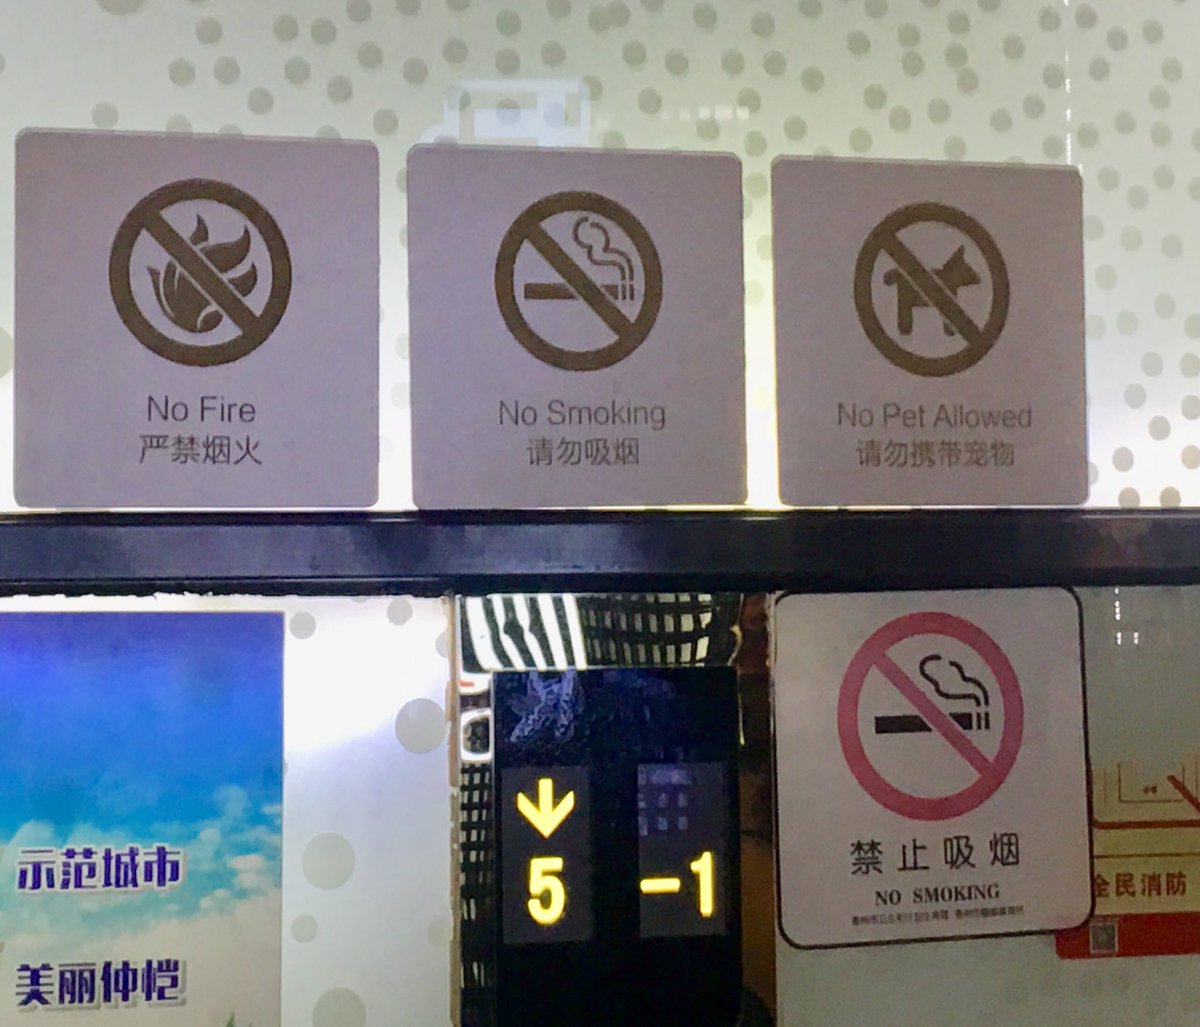 No Fire
严禁烟火
No Smoking
请勿吸烟
No Pet Allowed
请勿携带宠物
示范城市
美丽仲恺
5
-1
禁止吸烟
NO SMOKING
全民消防